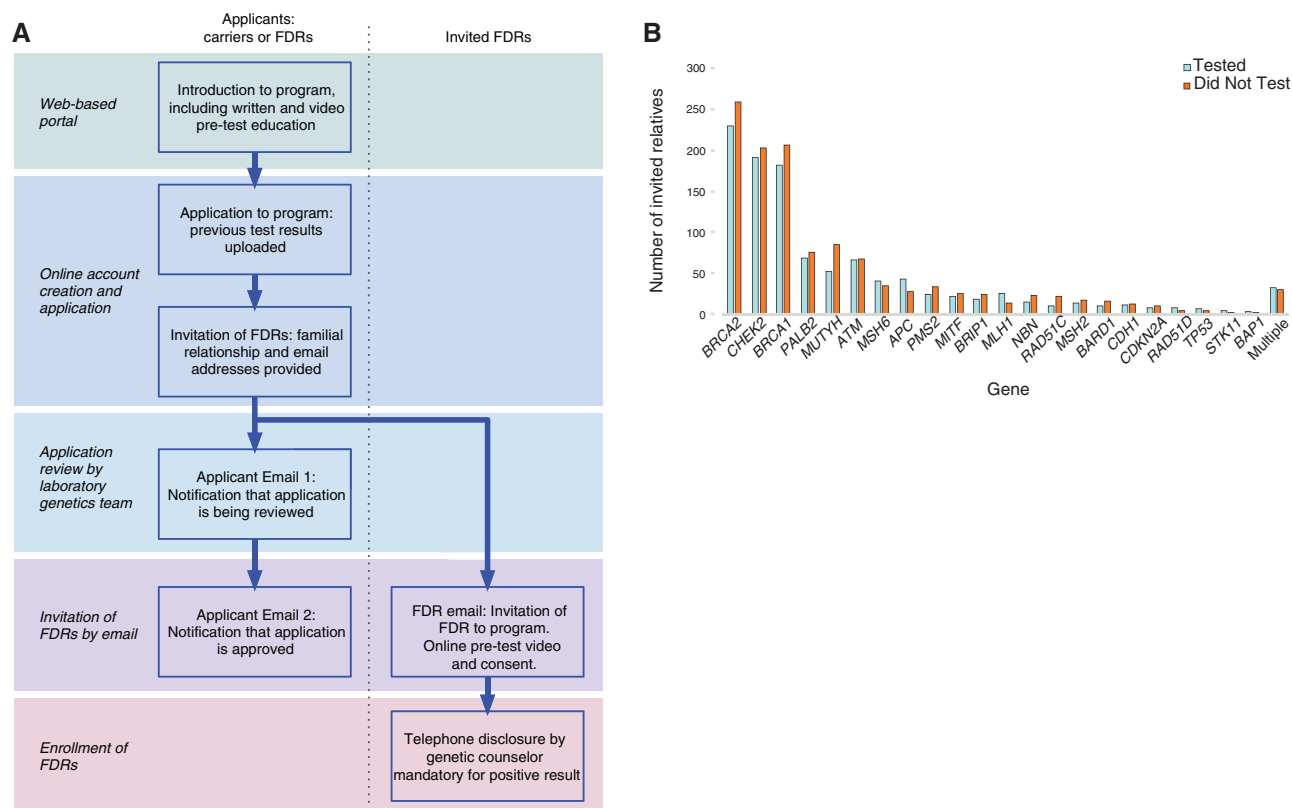 A
Applicants:
carriers or FDRs
Invited FDRs
Web-based
portal
Introduction to program,
including written and video
pre-test education
Online account
creation and
application
Application to program:
previous test results
uploaded
Invitation of FDRs: familial
relationship and email
addresses provided
Application
review by
laboratory
genetics team
Applicant Email 1:
Notification that application
is being reviewed
Invitation of
FDRs by email
Applicant Email 2:
Notification that application
is approved
FDR email: Invitation of
FDR to program.
Online pre-test video
and consent.
Enrollment of
FDRs
Telephone disclosure by
genetic counselor
mandatory for positive result
B
Tested
Did Not Test
Number of invited relatives
300
250
200
150
100
50
0
BRCA2
CHEK2
BRCA1
PALB2
MUTYH
ATM
MSH6
APC
PMS2
MITF
BRIP1
MLH1
NBN
RAD51C
MSH2
BARD1
CDH1
CDKN2A
RAD51D
TP53
STK11
BAP1
Multiple
Gene